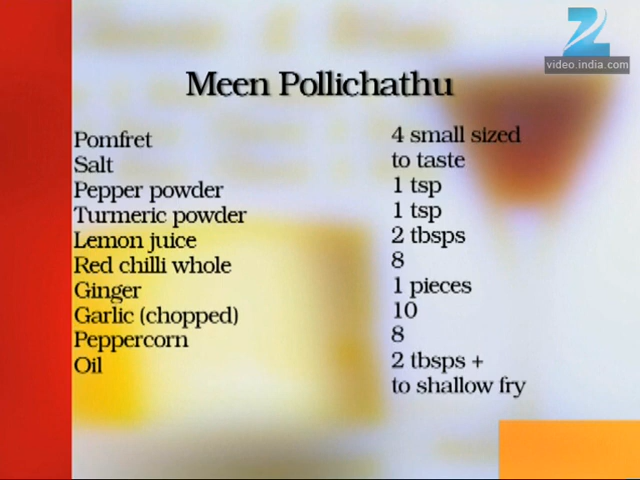 Z
video.india.com
Meen Pollichathu
Pomfret 4 small sized
Salt to taste
Pepper powder 1 tsp
Turmeric powder 1 tsp
Lemon juice 2 tbsps
Red chilli whole 8
Ginger 1 pieces
Garlic (chopped) 10
Peppercorn 8
Oil 2 tbsps +
to shallow fry